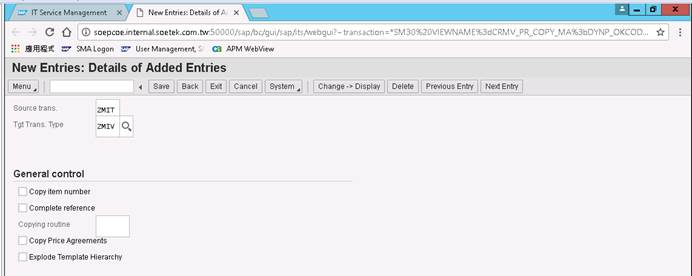 IT Service Management
New Entries: Details of Ad
soepcoe.internal.soetek.com.tw:50000/sap/bc/gui/sap/its/webgui?~transaction=*SM30%20VIEWNAME%3dCRMV_PR_COPY_MA%3bDYNP_OKCOD...
應用程式 SMA Logon User Management, S APM WebView
New Entries: Details of Added Entries
Menu Save Back Exit Cancel System Change -> Display Delete Previous Entry Next Entry
Source trans. ZMIT
Tgt Trans. Type ZMIV
General control
Copy item number
Complete reference
Copying routine
Copy Price Agreements
Explode Template Hierarchy